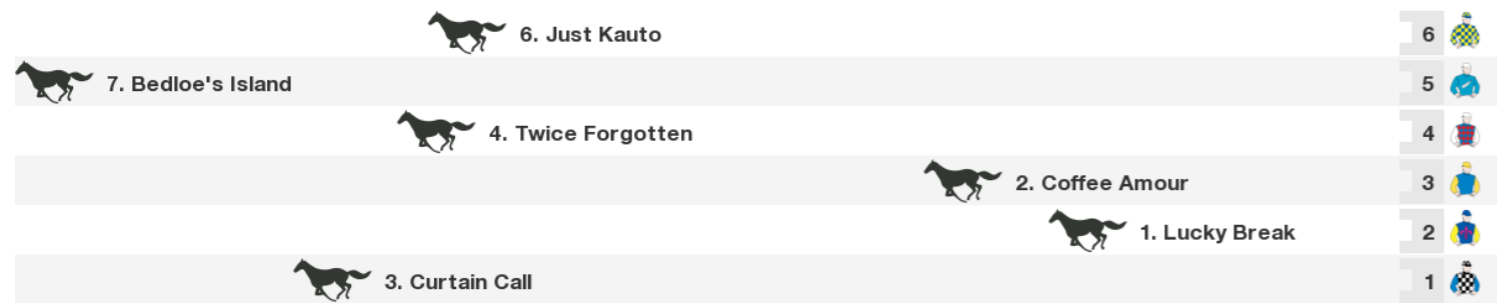 6. Just Kauto 6
7. Bedloe's Island 5
4. Twice Forgotten 4
2. Coffee Amour 3
1. Lucky Break 2
3. Curtain Call 1